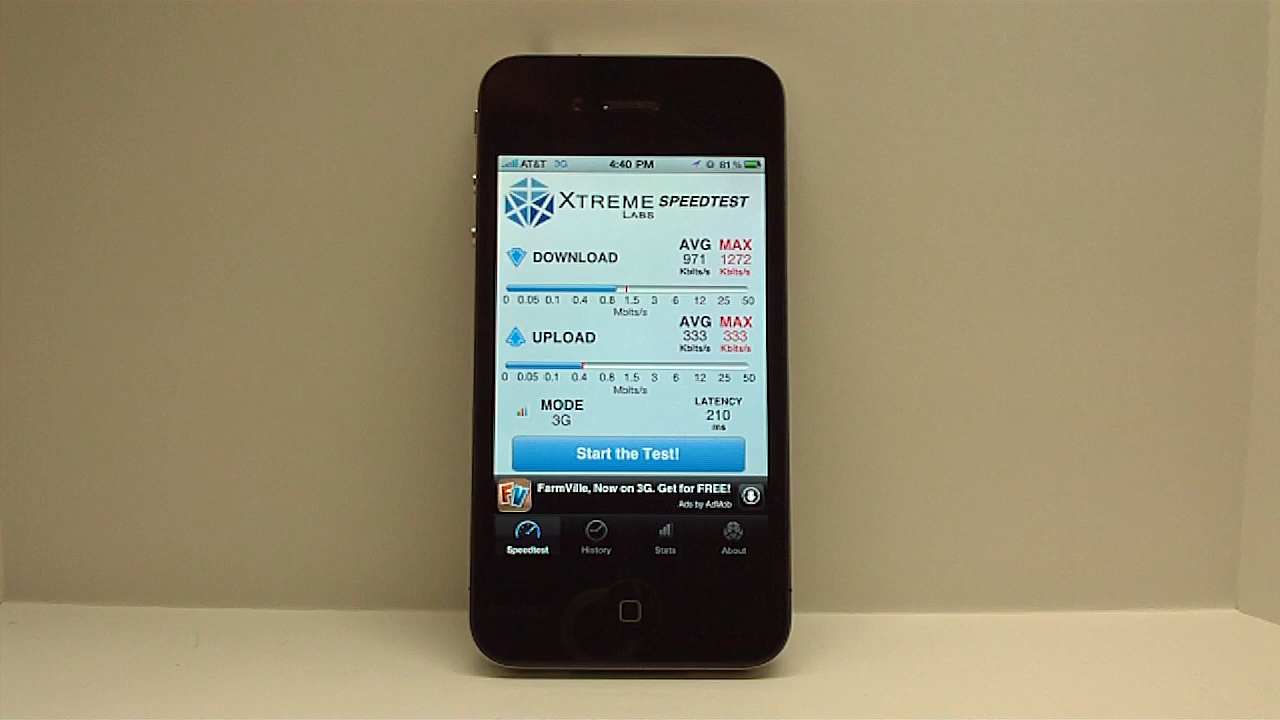 AT&T 3G 4:40 PM 81%
XTREME SPEEDTEST
LABS
AVG MAX
DOWNLOAD 971 1272
Kbits/s Kbits/s
0 0.05 0.1 0.4 0.8 1.5 3 6 12 25 50
Mbits/s
AVG MAX
UPLOAD 333 333
Kbits/s Kbits/s
0 0.05 0.1 0.4 0.8 1.5 3 6 12 25 50
Mbits/s
MODE LATENCY
3G 210
ms
Start the Test!
FV FarmVille, Now on 3G. Get for FREE!
Ads by AdMob
Speedtest History Stats About